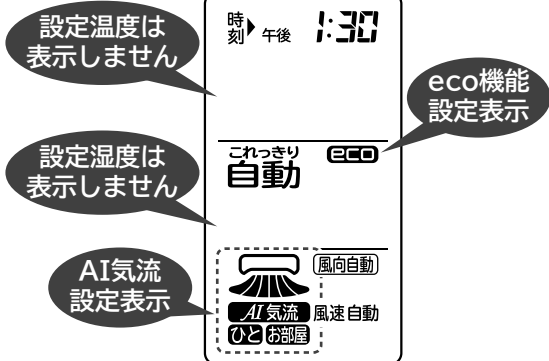 設定温度は
表示しません
時刻 午後 1:30
eco機能
設定表示
設定湿度は
表示しません
これっきり
自動 eco
AI気流
設定表示
風向自動
AI 気流 風速自動
ひと お部屋